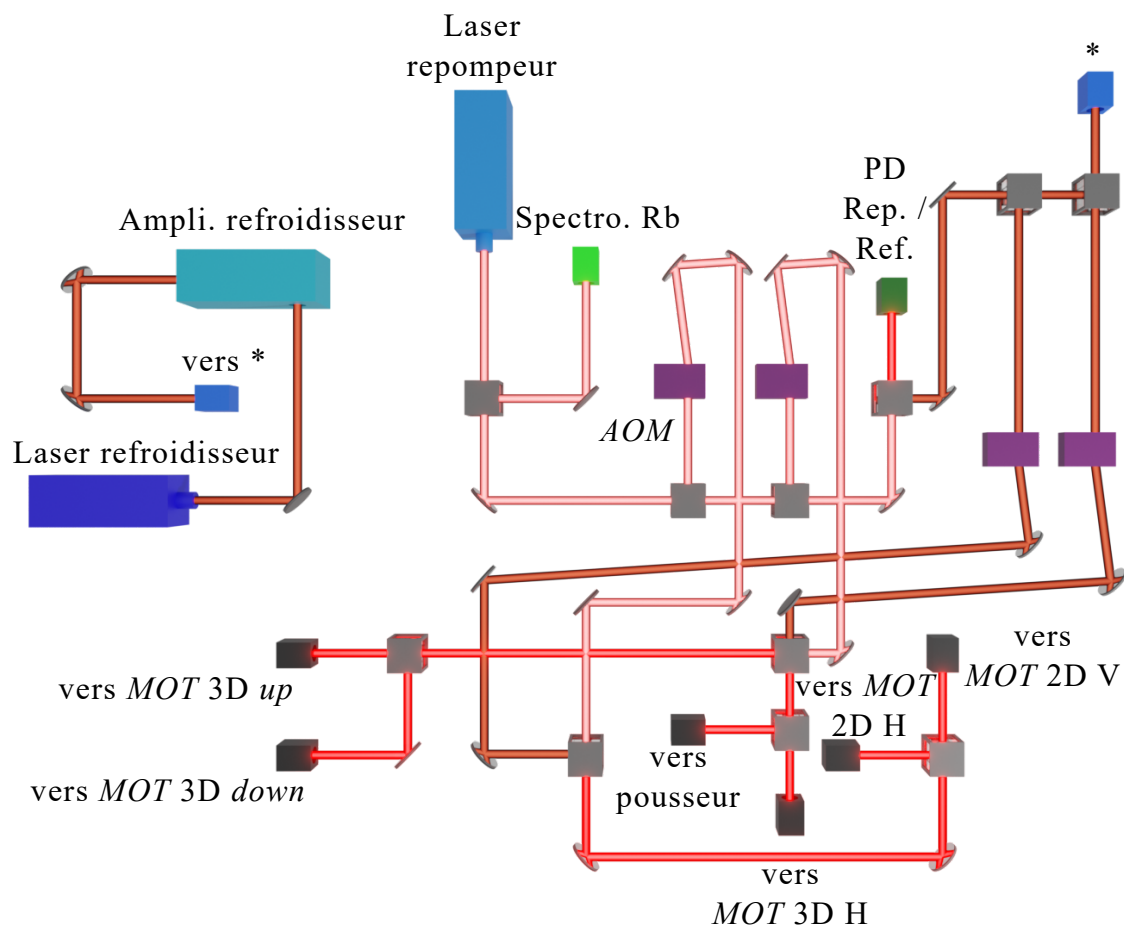 Laser
repompeur
*
PD
Rep. /
Ref.
Spectro. Rb
Ampli. refroidisseur
vers *
AOM
Laser refroidisseur
vers
MOT 2D V
vers MOT 3D up
vers MOT
2D H
vers
pousseur
vers MOT 3D down
vers
MOT 3D H